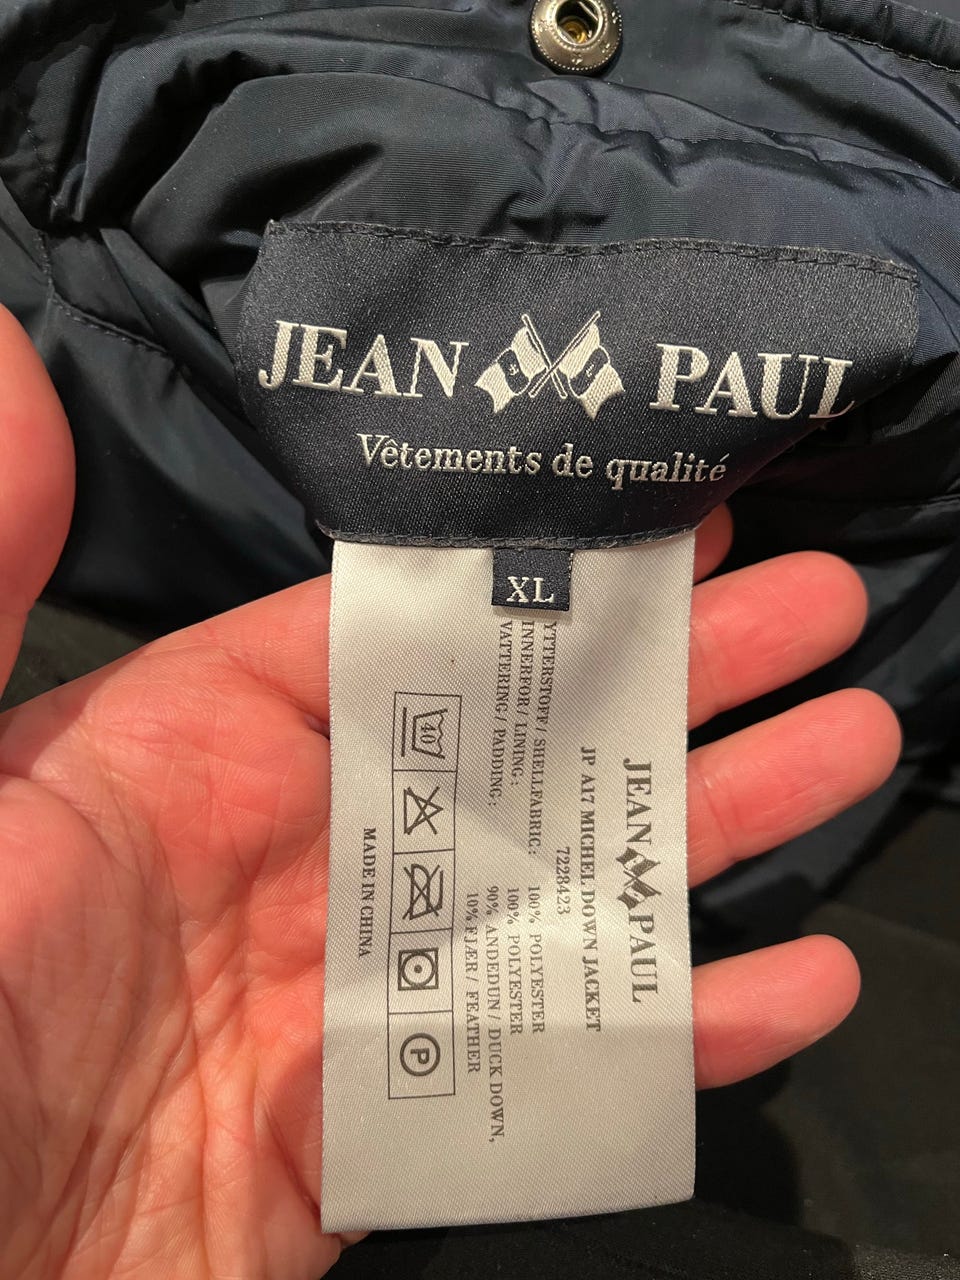 JEAN PAUL
Vêtements de qualité
XL
JEAN PAUL
JP A17 MICHEL DOWN JACKET
7228423
YTTERSTOFF / SHELLFABRIC : 100% POLYESTER
INNERFOR / LINING : 100% POLYESTER
VATTERING / PADDING : 90% ANDEDUN / DUCK DOWN,
10% FJÆR / FEATHER
40
P
MADE IN CHINA